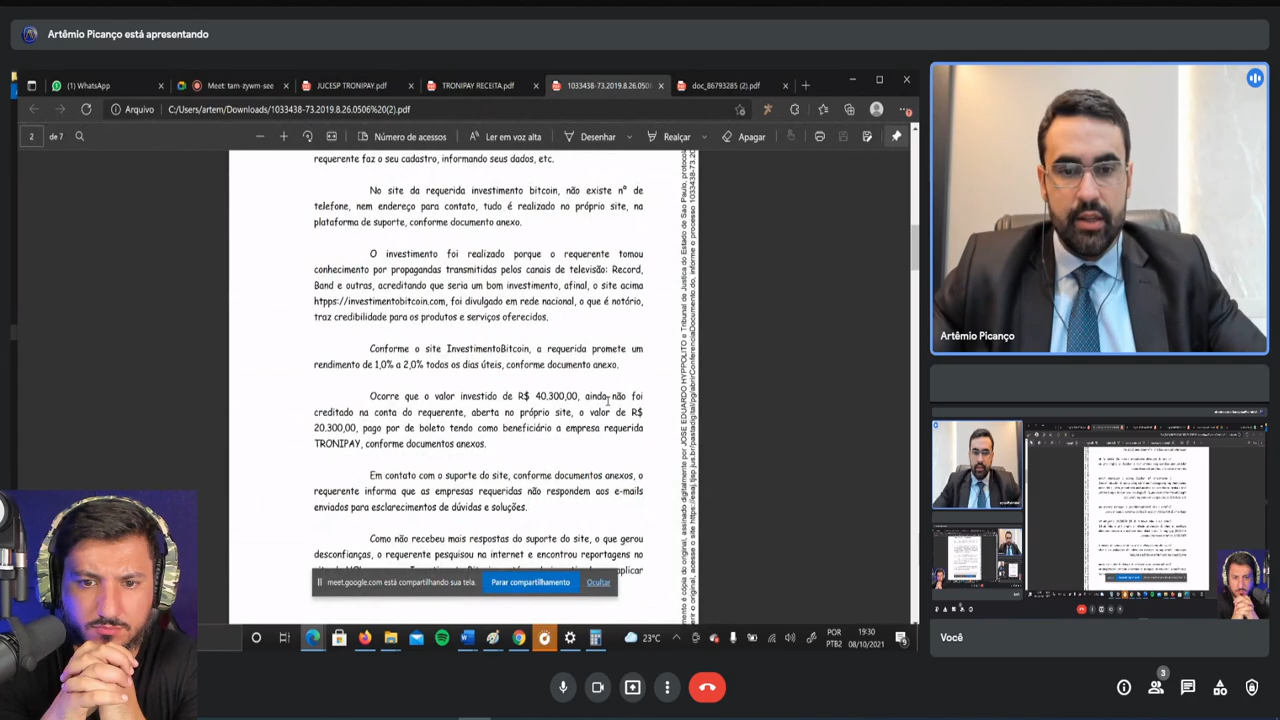 Artêmio Picanço está apresentando
(1) WhatsApp
Meet: tam-zywm-see
JUCESP TRONIPAY.pdf
TRONIPAY RECEITA.pdf
1033438-73.2019.8.26.0506
doc_86793285 (2).pdf
Arquivo
C:/Users/artem/Downloads/1033438-73.2019.8.26.0506%20(2).pdf
2
de 7
Número de acessos
Ler em voz alta
Desenhar
Realçar
Apagar
requerente faz o seu cadastro, informando seus dados, etc.
No site da requerida investimento bitcoin, não existe nº de
telefone, nem endereço para contato, tudo é realizado no próprio site, na
plataforma de suporte, conforme documento anexo.
O investimento foi realizado porque o requerente tomou
conhecimento por propagandas transmitidas pelos canais de televisão: Record,
Band e outras, acreditando que seria um bom investimento, afinal, o site acima
htpps://investimentobitcoin.com, foi divulgado em rede nacional, o que é notório,
traz credibilidade para os produtos e serviços oferecidos.
Conforme o site InvestimentoBitcoin, a requerida promete um
rendimento de 1,0% a 2,0% todos os dias úteis, conforme documento anexo.
Ocorre que o valor investido de R$ 40.300,00, ainda não foi
creditado na conta do requerente, aberta no próprio site, o valor de R$
20.300,00, pago por de boleto tendo como beneficiário a empresa requerida
TRONIPAY, conforme documentos anexos.
Em contato com o suporte do site, conforme documentos anexos, o
requerente informa que as empresas requeridas não respondem aos e-mails
enviados para esclarecimentos de dúvidas e soluções.
Como não recebeu mais respostas do suporte do site, o que gerou
desconfianças, o requerente pesquisou na internet e encontrou reportagens no
aplicar
meet.google.com está compartilhando sua tela.
Parar compartilhamento
Ocultar
23°C
POR
PTB2
19:30
08/10/2021
Artêmio Picanço
Você
3